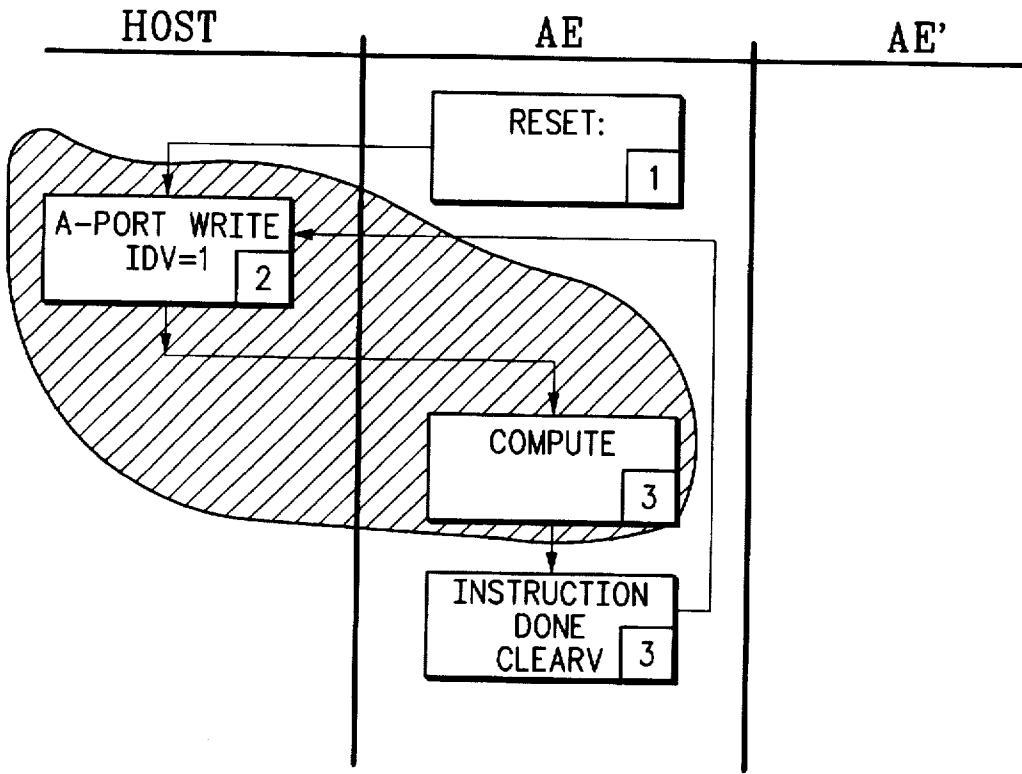 HOST
AE
AE'
RESET:
1
A-PORT WRITE
IDV=1
2
COMPUTE
3
INSTRUCTION
DONE
CLEARV
3